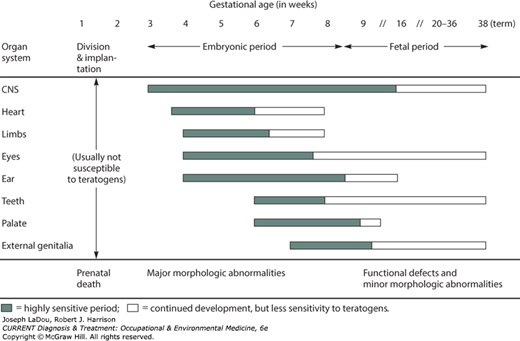 Gestational age (in weeks)
1 2 3 4 5 6 7 8 9 // 16 // 20–36 38 (term)
Organ system
Division & implan-tation
Embryonic period Fetal period
CNS
Heart
Limbs
Eyes
(Usually not susceptible to teratogens)
Ear
Teeth
Palate
External genitalia
Prenatal death
Major morphologic abnormalities
Functional defects and minor morphologic abnormalities
= highly sensitive period; = continued development, but less sensitivity to teratogens.
Joseph LaDou, Robert J. Harrison
CURRENT Diagnosis & Treatment: Occupational & Environmental Medicine, 6e
Copyright © McGraw Hill. All rights reserved.